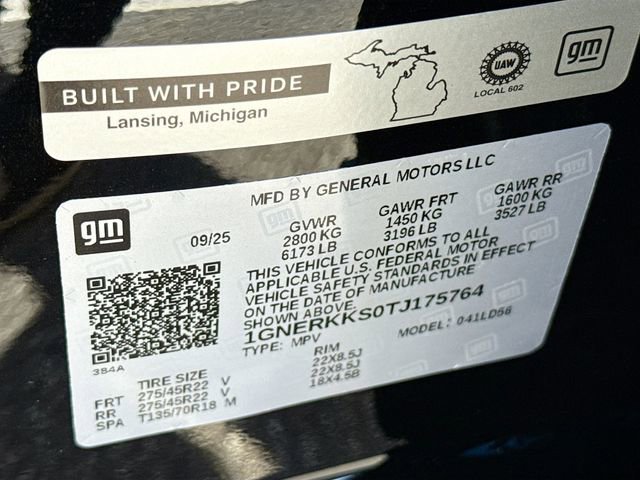 BUILT WITH PRIDE
Lansing, Michigan
UAW
LOCAL 602
gm
MFD BY GENERAL MOTORS LLC
gm
09/25
GVWR
2800 KG
6173 LB
GAWR FRT
1450 KG
3196 LB
GAWR RR
1600 KG
3527 LB
THIS VEHICLE CONFORMS TO ALL
APPLICABLE U.S. FEDERAL MOTOR
VEHICLE SAFETY STANDARDS IN EFFECT
ON THE DATE OF MANUFACTURE
SHOWN ABOVE.
1GNERKKS0TJ175764
TYPE: MPV
MODEL: 041LD56
384A
TIRE SIZE
RIM
FRT 275/45R22 V 22X8.5J
RR 275/45R22 V 22X8.5J
SPA T135/70R18 M 18X4.5B